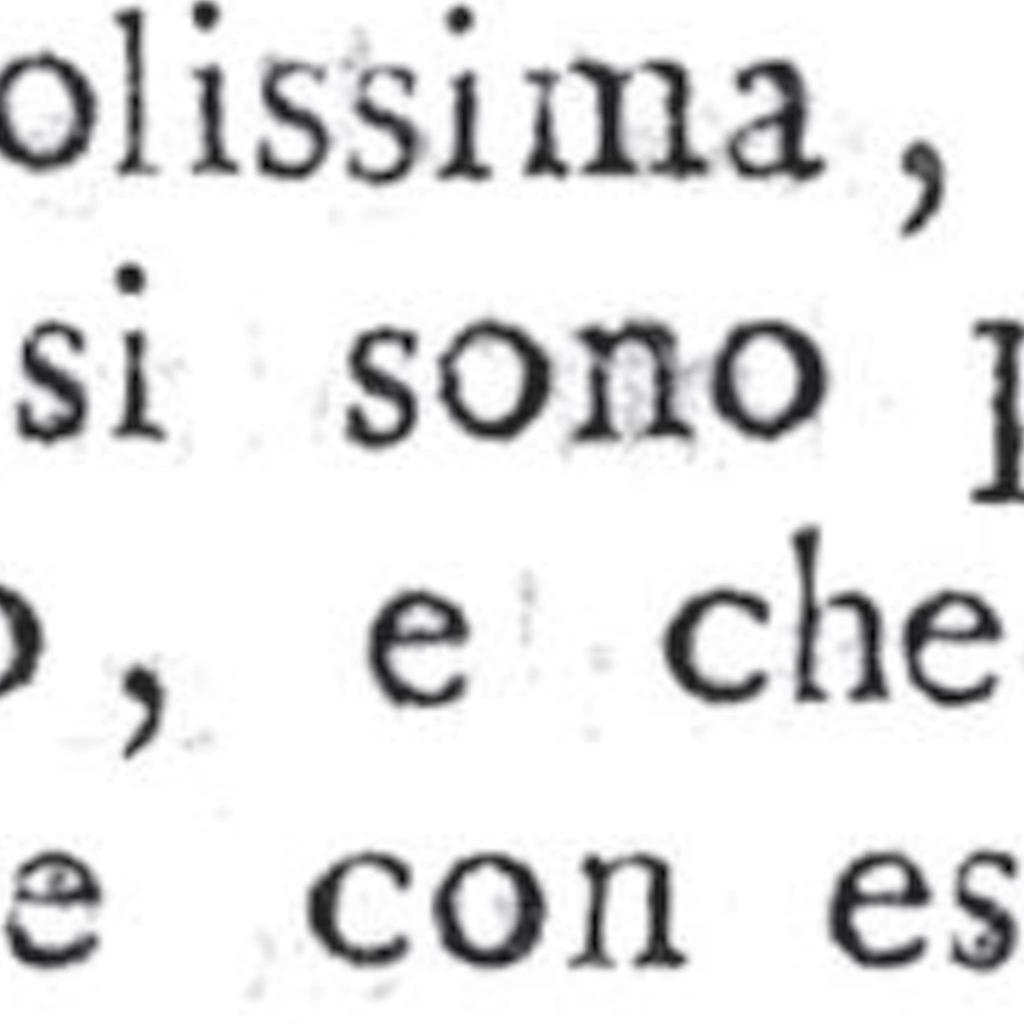 olissima,
si sono p
o, e che
e con es